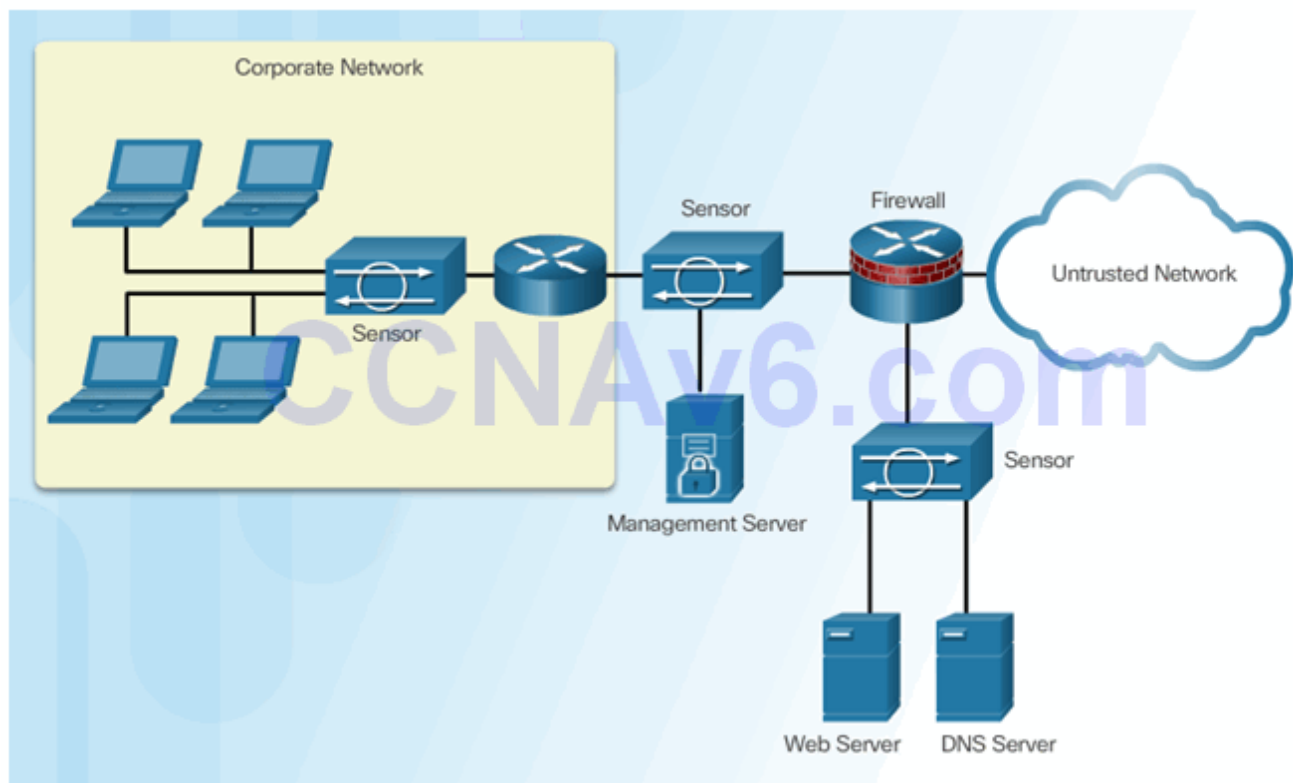 Corporate Network
Sensor
Firewall
Untrusted Network
Sensor
CCNAv6.com
Sensor
Management Server
Web Server
DNS Server